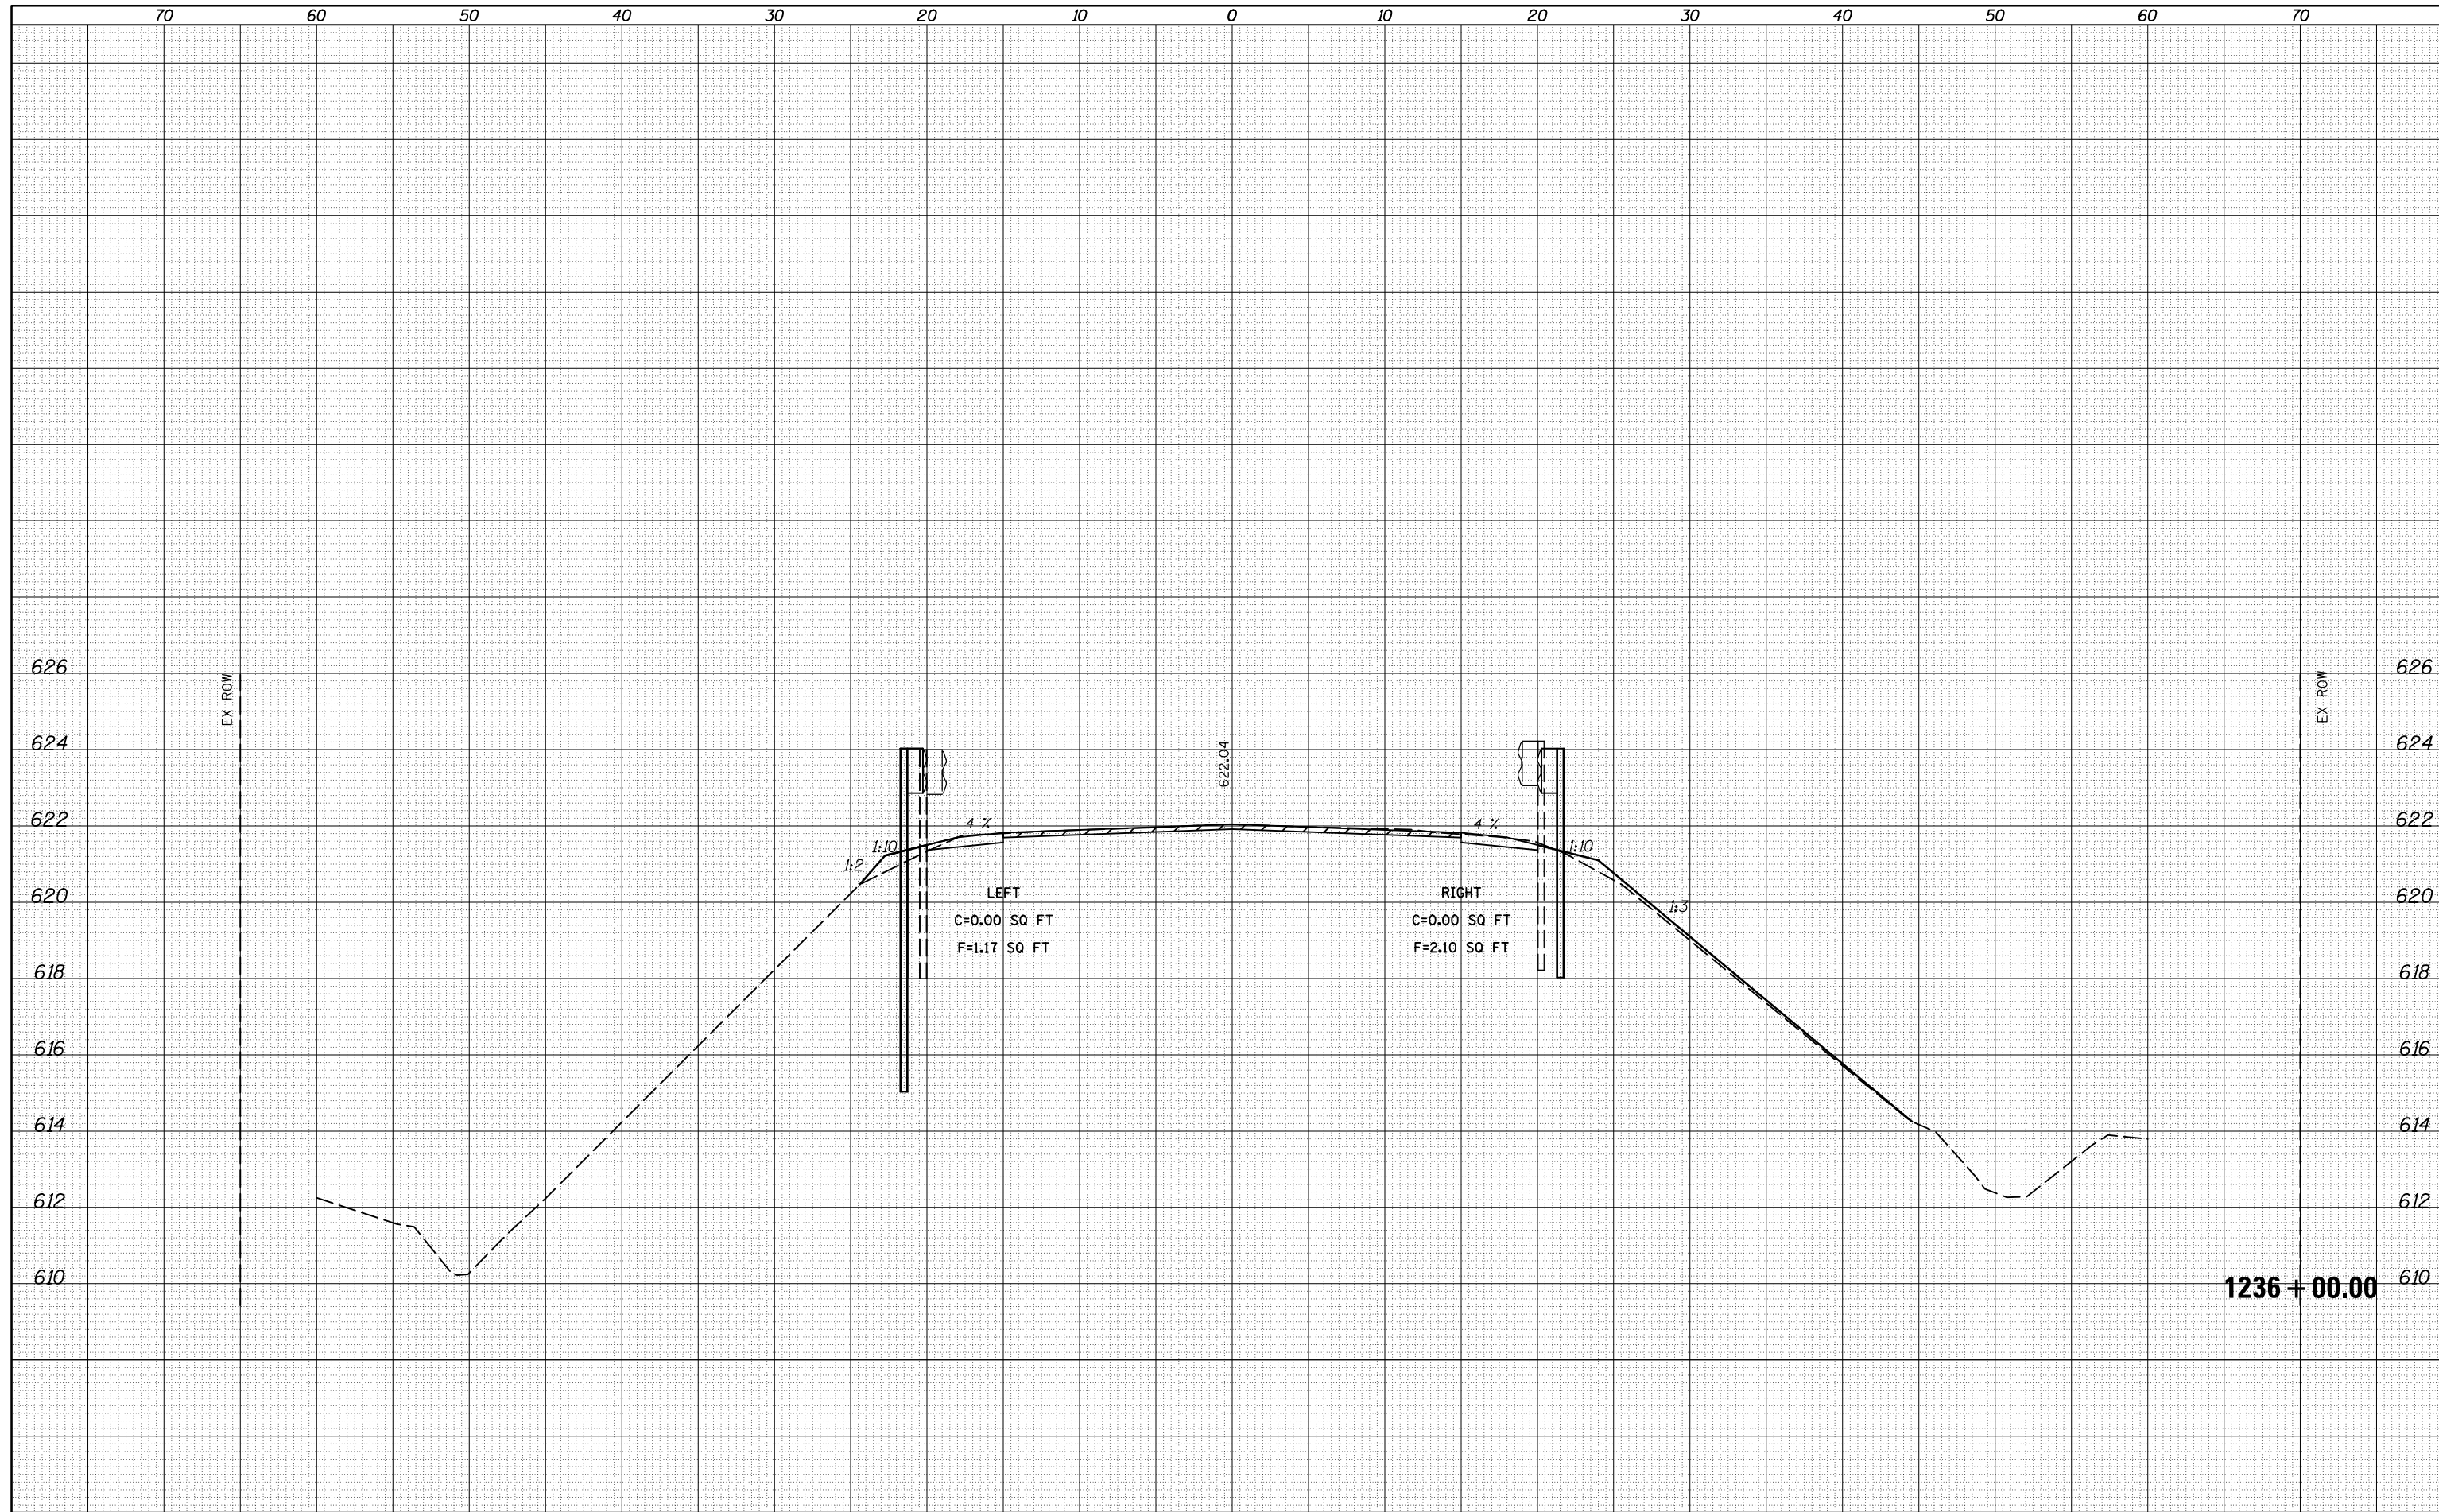 70 60 50 40 30 20 10 0 10 20 30 40 50 60 70
626 626
EX ROW EX ROW
624 624
622.04
622 4 % 4 % 622
1:10 1:10
1:2
620 LEFT RIGHT 1:3 620
C=0.00 SQ FT C=0.00 SQ FT
F=1.17 SQ FT F=2.10 SQ FT
618 618
616 616
614 614
612 612
610 610
1236+00.00